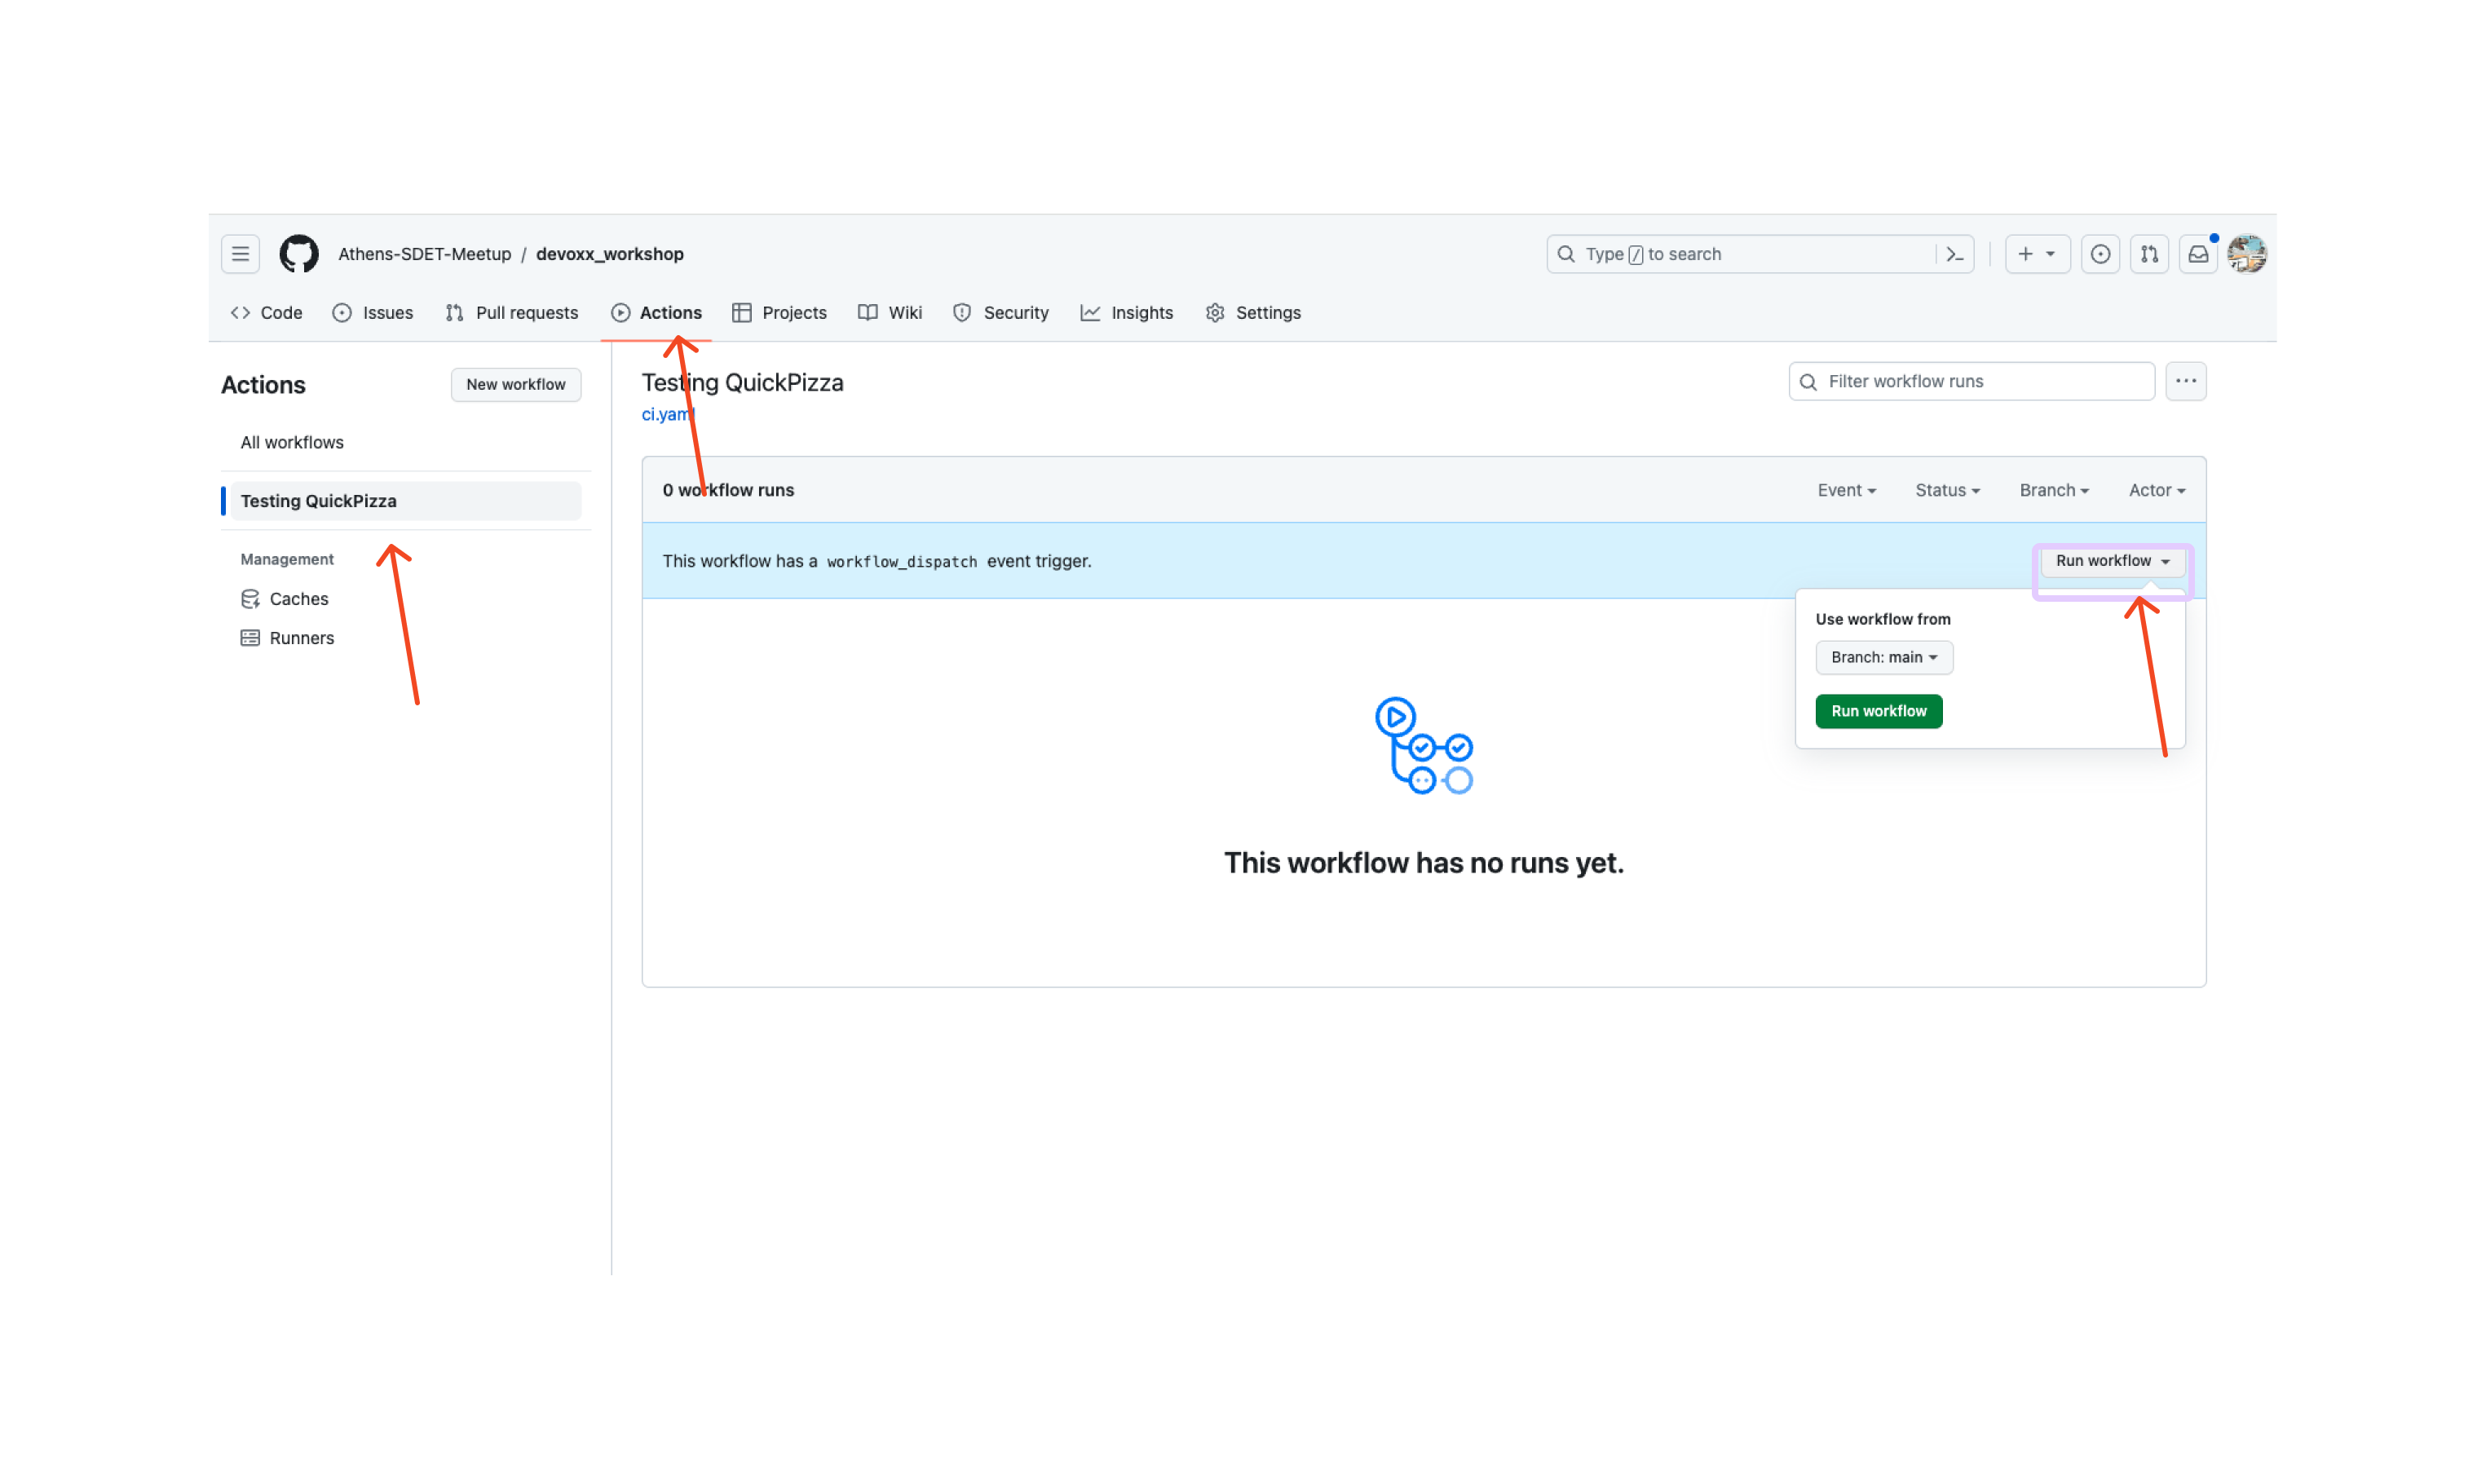 Athens-SDET-Meetup / devoxx_workshop
Type / to search
Code Issues Pull requests Actions Projects Wiki Security Insights Settings
Actions
New workflow
All workflows
Testing QuickPizza
Management
Caches
Runners
Testing QuickPizza
ci.yaml
Filter workflow runs
0 workflow runs
Event Status Branch Actor
This workflow has a workflow_dispatch event trigger.
Run workflow
Use workflow from
Branch: main
Run workflow
This workflow has no runs yet.